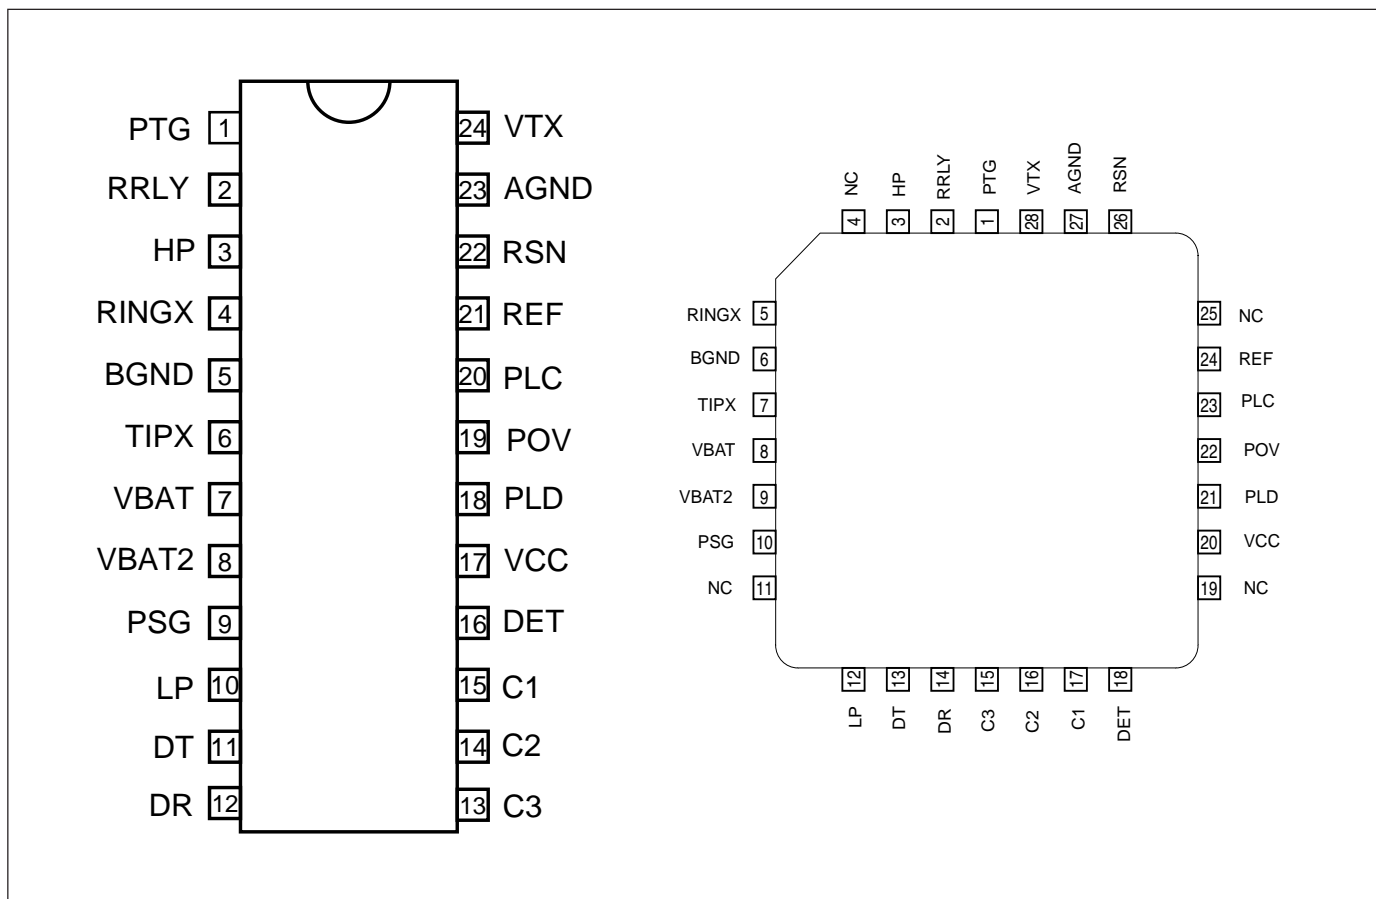 PTG 1
RRLY 2
HP 3
RINGX 4
BGND 5
TIPX 6
VBAT 7
VBAT2 8
PSG 9
LP 10
DT 11
DR 12
24 VTX
23 AGND
22 RSN
21 REF
20 PLC
19 POV
18 PLD
17 VCC
16 DET
15 C1
14 C2
13 C3
NC HP RRLY PTG VTX AGND RSN
4 3 2 1 28 27 26
RINGX 5
BGND 6
TIPX 7
VBAT 8
VBAT2 9
PSG 10
NC 11
25 NC
24 REF
23 PLC
22 POV
21 PLD
20 VCC
19 NC
12 13 14 15 16 17 18
LP DT DR C3 C2 C1 DET